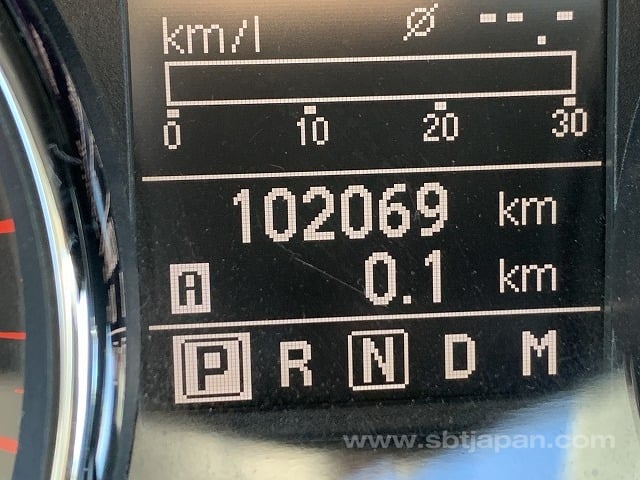 km/l Ø --.-
0 10 20 30
102069 km
A 0.1 km
P R N D M
www.sbtjapan.com